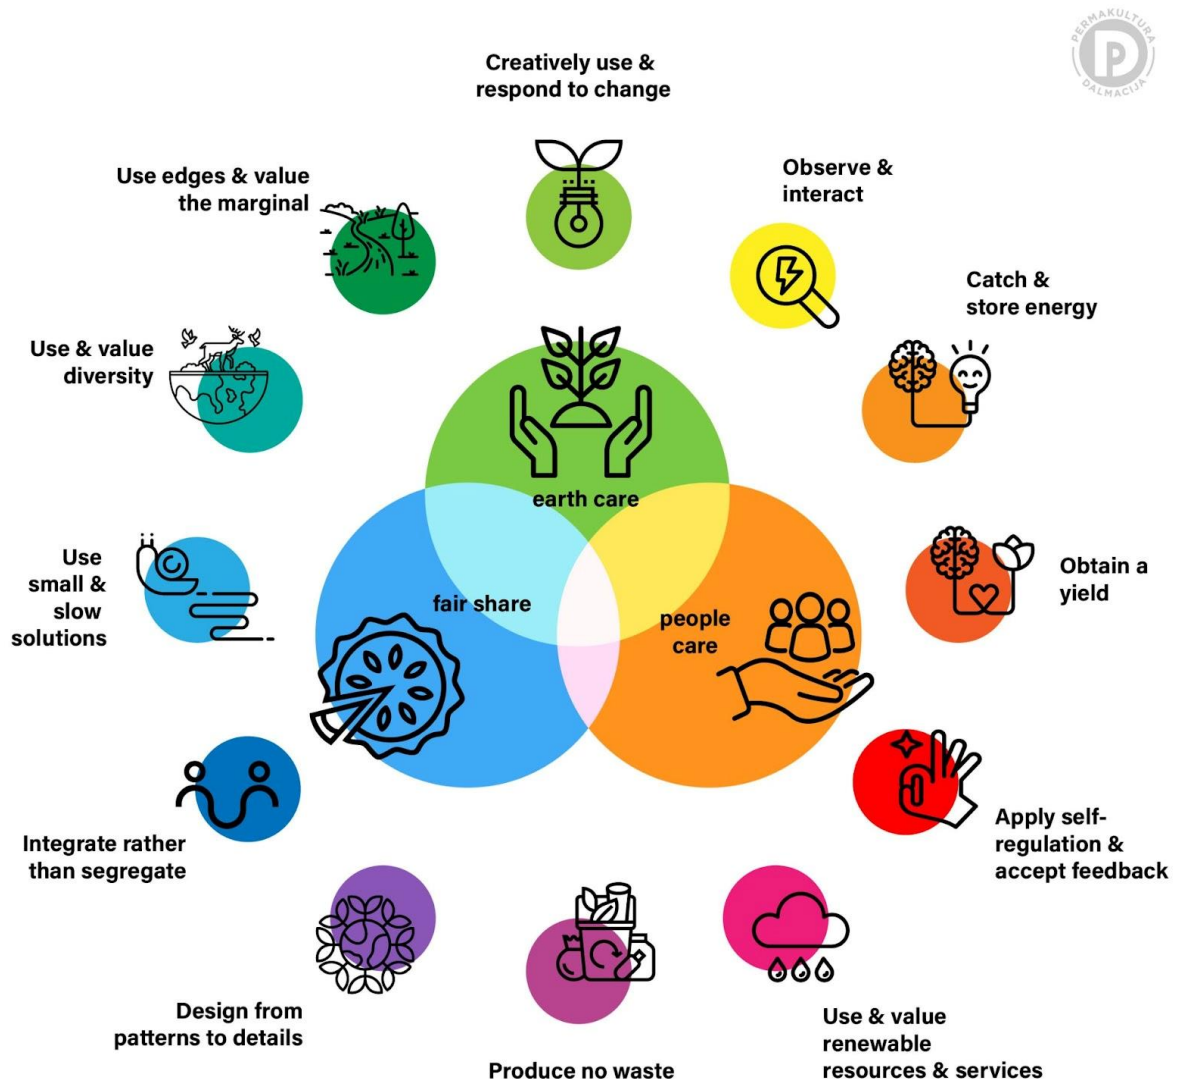 PERMAKULTURA
DALMACIJA
Creatively use &
respond to change
Observe &
interact
Catch &
store energy
Obtain a
yield
Apply self-
regulation &
accept feedback
Use & value
renewable
resources & services
Produce no waste
Design from
patterns to details
Integrate rather
than segregate
Use
small &
slow
solutions
Use & value
diversity
Use edges & value
the marginal
earth care
fair share
people
care